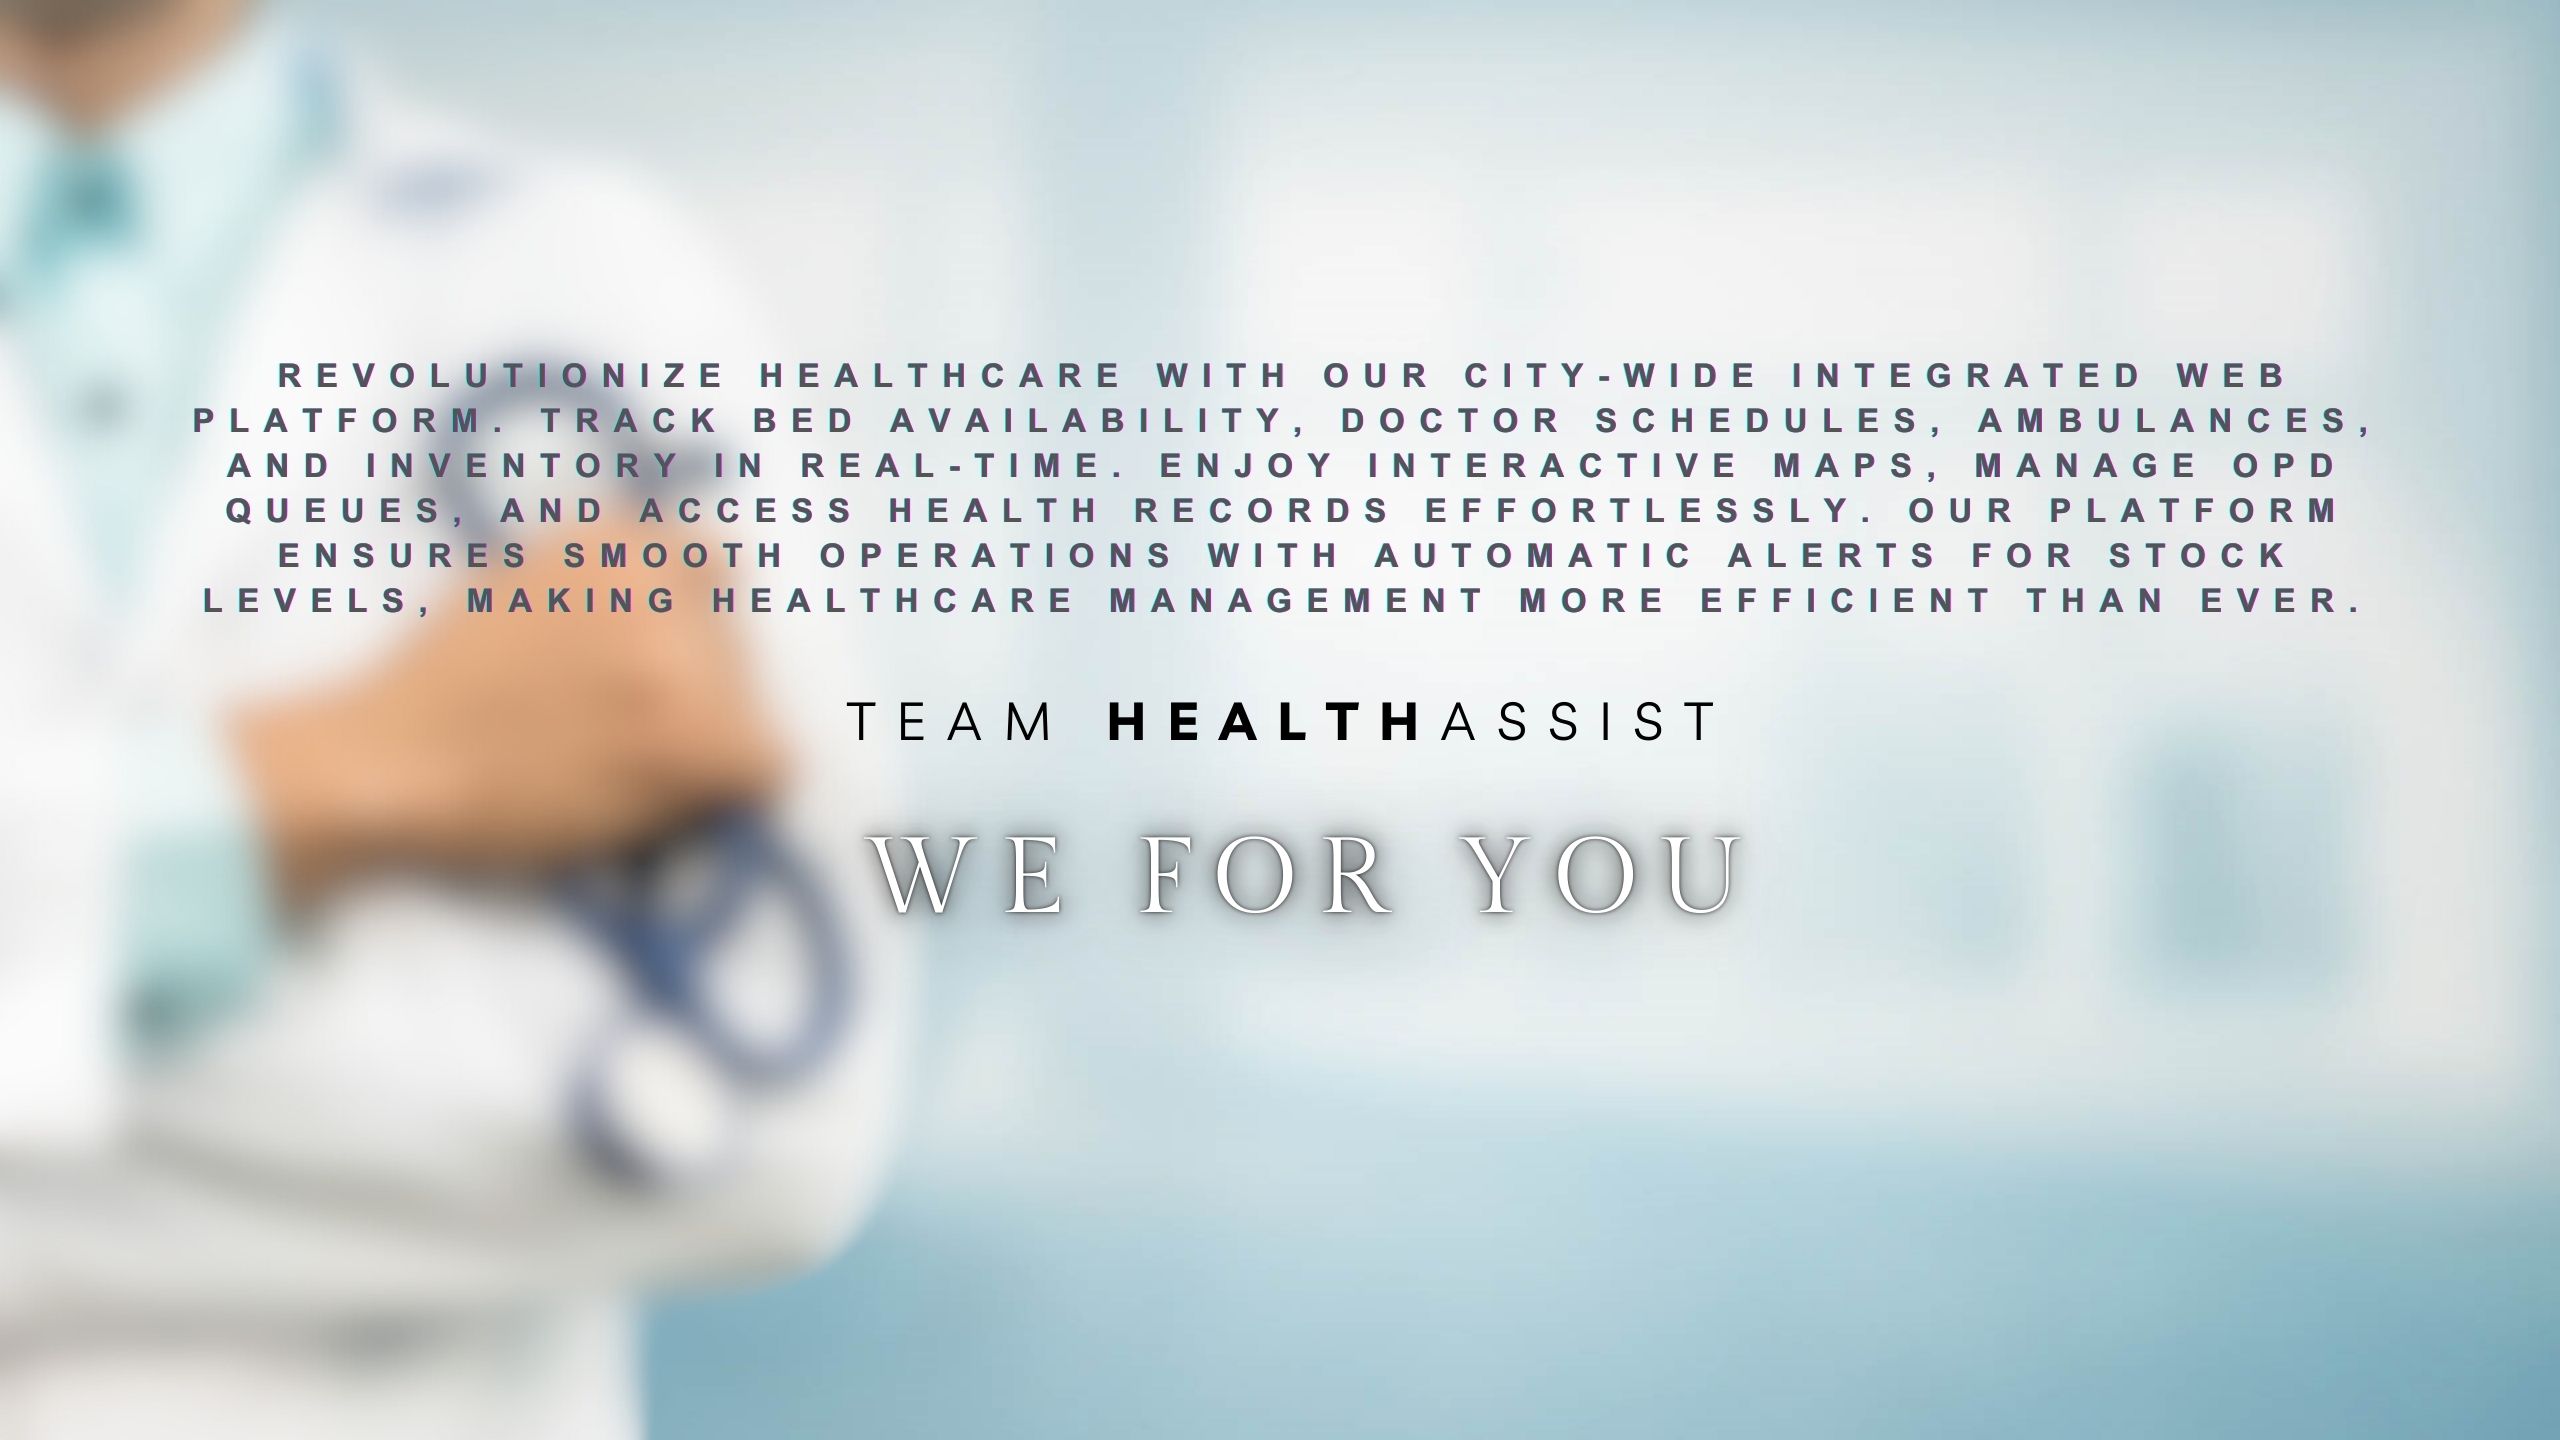 REVOLUTIONIZE HEALTHCARE WITH OUR CITY-WIDE INTEGRATED WEB
PLATFORM. TRACK BED AVAILABILITY, DOCTOR SCHEDULES, AMBULANCES,
AND INVENTORY IN REAL-TIME. ENJOY INTERACTIVE MAPS, MANAGE OPD
QUEUES, AND ACCESS HEALTH RECORDS EFFORTLESSLY. OUR PLATFORM
ENSURES SMOOTH OPERATIONS WITH AUTOMATIC ALERTS FOR STOCK
LEVELS, MAKING HEALTHCARE MANAGEMENT MORE EFFICIENT THAN EVER.
TEAM HEALTHASSIST
WE FOR YOU